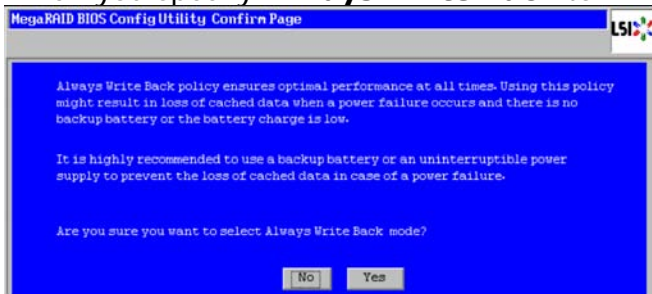 MegaRAID BIOS Config Utility Confirm Page
LSI
Always Write Back policy ensures optimal performance at all times. Using this policy
might result in loss of cached data when a power failure occurs and there is no
backup battery or the battery charge is low.
It is highly recommended to use a backup battery or an uninterruptible power
supply to prevent the loss of cached data in case of a power failure.
Are you sure you want to select Always Write Back mode?
No Yes